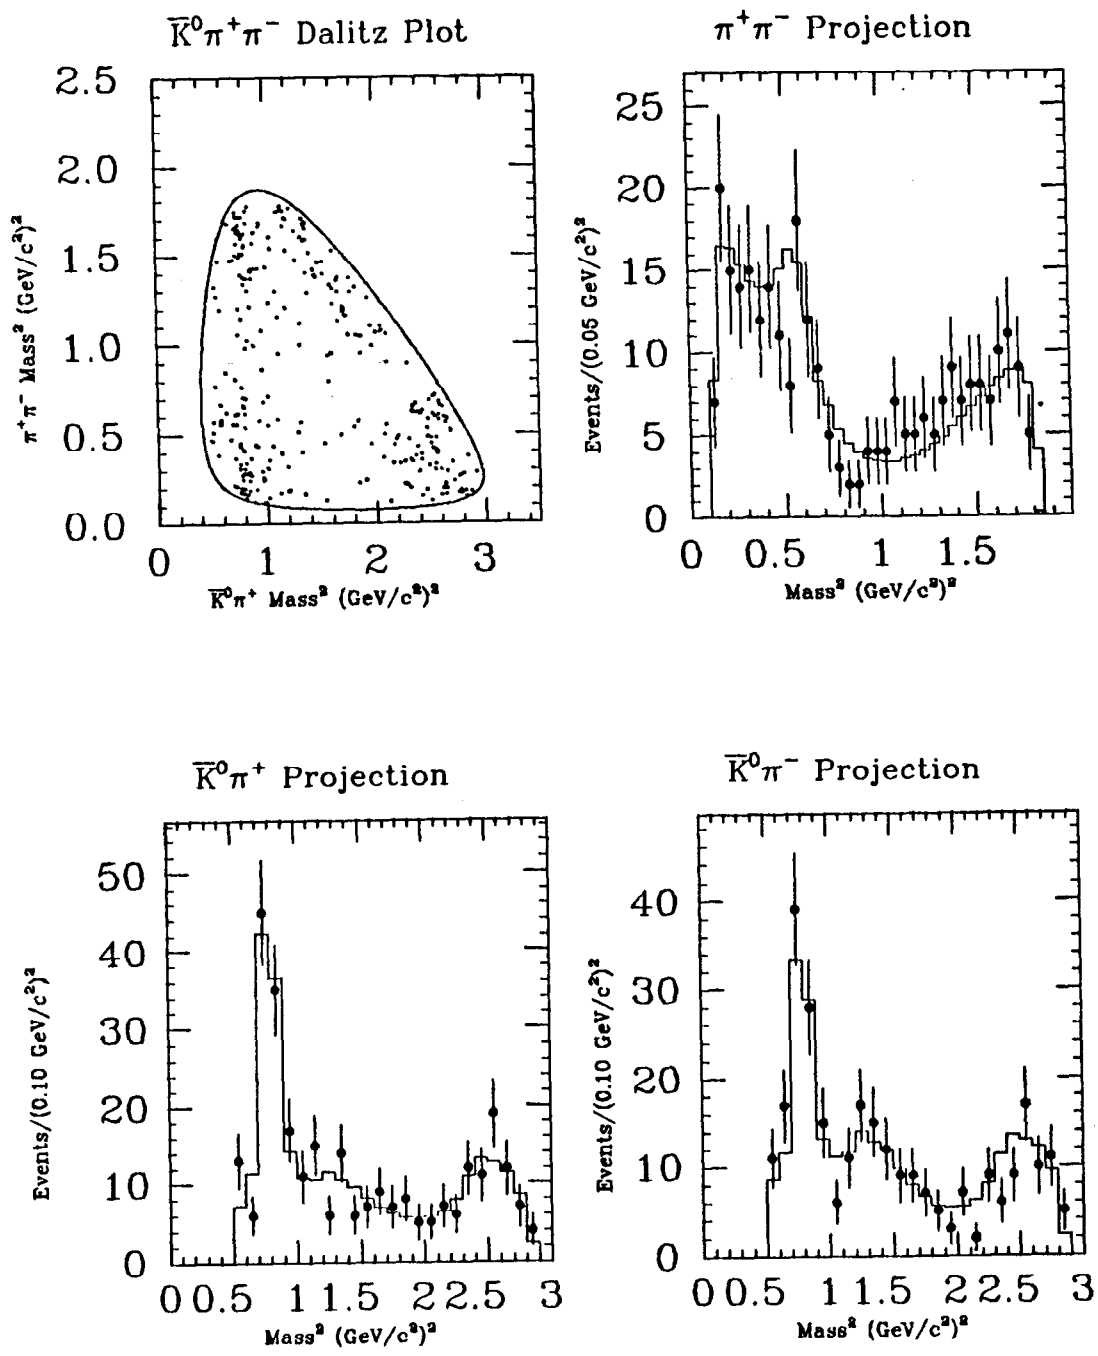 K̅⁰π⁺π⁻ Dalitz Plot
2.5
2.0
1.5
1.0
0.5
0.0
0 1 2 3
π⁺π⁻ Mass² (GeV/c²)²
K̅⁰π⁺ Mass² (GeV/c²)²
π⁺π⁻ Projection
25
20
15
10
5
0
0 0.5 1 1.5
Events/(0.05 GeV/c²)²
Mass² (GeV/c²)²
K̅⁰π⁺ Projection
50
40
30
20
10
0
0 0.5 1 1.5 2 2.5 3
Events/(0.10 GeV/c²)²
Mass² (GeV/c²)²
K̅⁰π⁻ Projection
40
30
20
10
0
0 0.5 1 1.5 2 2.5 3
Events/(0.10 GeV/c²)²
Mass² (GeV/c²)²